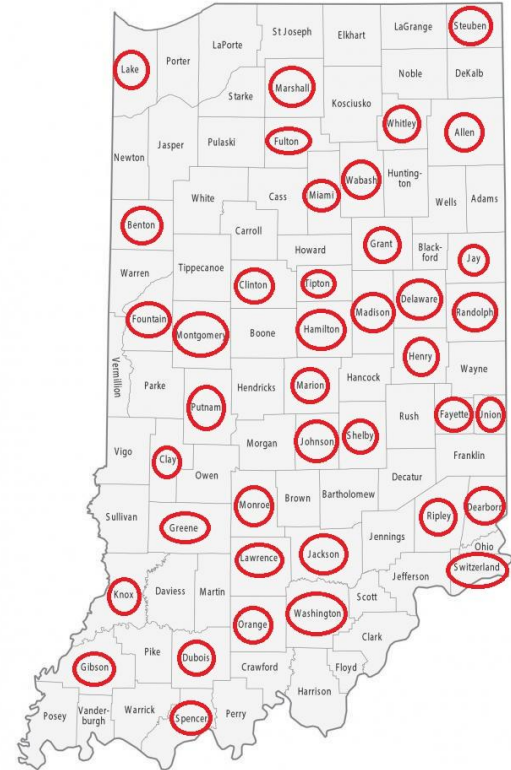 St Joseph
Elkhart
LaGrange
Steuben
LaPorte
Porter
Lake
Noble
DeKalb
Marshall
Starke
Kosciusko
Whitley
Allen
Fulton
Pulaski
Jasper
Newton
Wabash
Hunting-
ton
Miami
Cass
White
Wells
Adams
Benton
Carroll
Grant
Howard
Black-
ford
Jay
Warren
Tippecanoe
Clinton
Tipton
Delaware
Madison
Randolph
Fountain
Montgomery
Boone
Hamilton
Henry
Vermillion
Parke
Hendricks
Marion
Hancock
Wayne
Putnam
Rush
Fayette
Union
Morgan
Johnson
Shelby
Vigo
Clay
Owen
Franklin
Decatur
Monroe
Brown
Bartholomew
Dearborn
Sullivan
Ripley
Greene
Jennings
Ohio
Lawrence
Jackson
Switzerland
Jefferson
Knox
Daviess
Martin
Scott
Washington
Orange
Clark
Pike
Dubois
Gibson
Crawford
Floyd
Harrison
Posey
Vander-
burgh
Warrick
Spencer
Perry